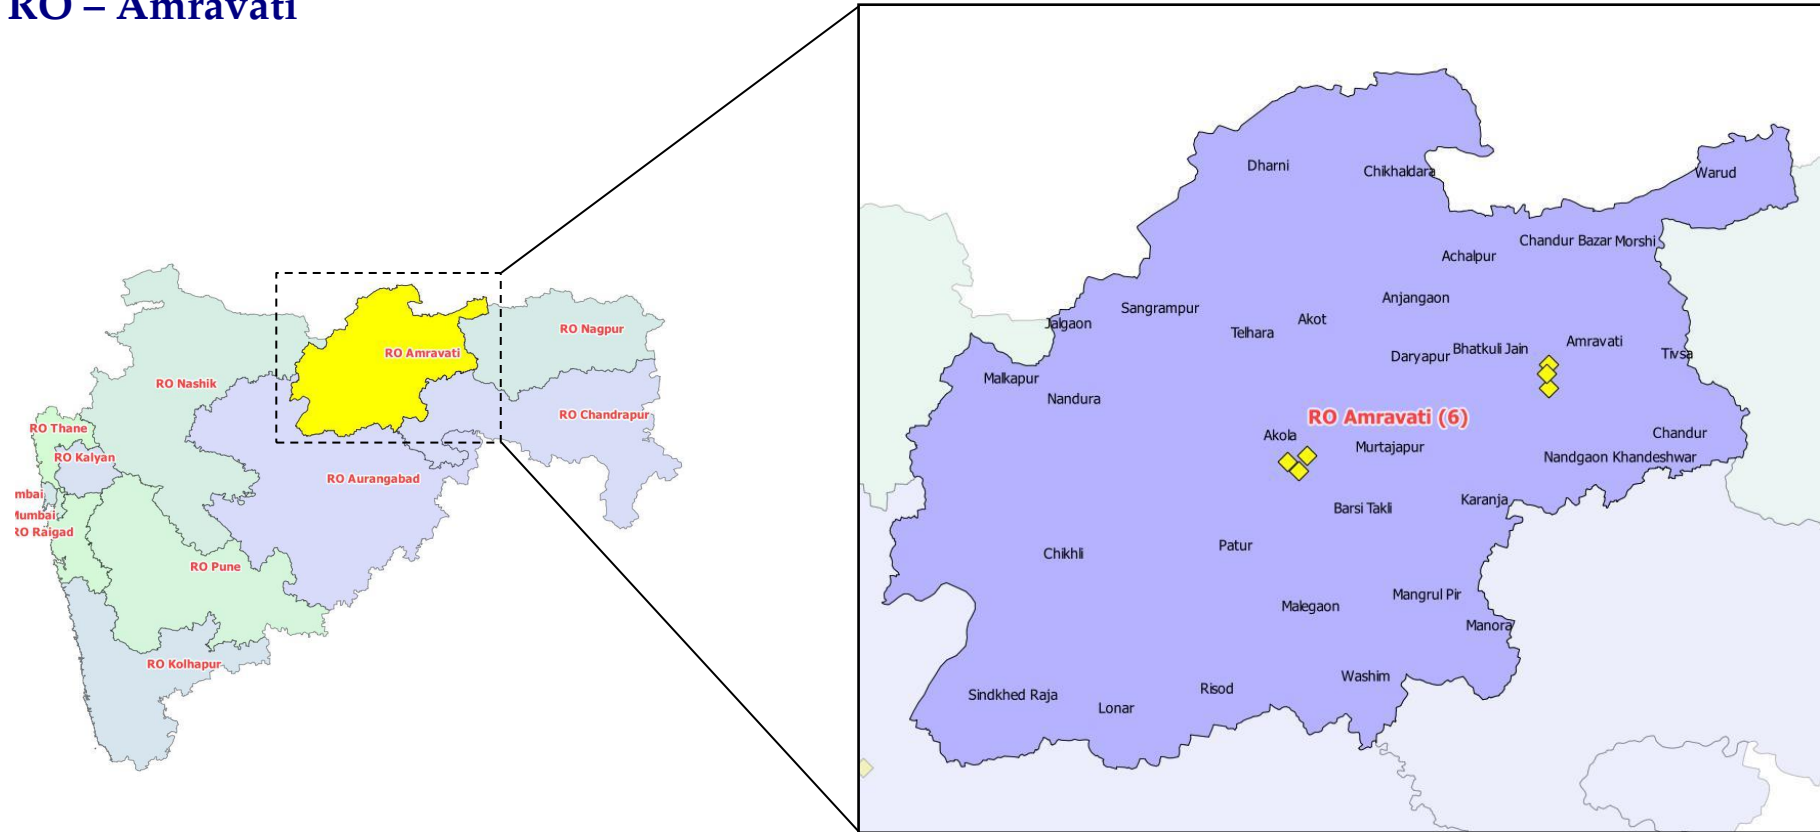 RO – Amravati
RO Nagpur
RO Amravati
RO Nashik
RO Chandrapur
RO Thane
RO Kalyan
RO Aurangabad
mbai
Mumbai
RO Raigad
RO Pune
RO Kolhapur
Dharni
Chikhaldara
Warud
Chandur Bazar Morshi
Achalpur
Anjangaon
Sangrampur
Jalgaon
Akot
Telhara
Amravati
Bhatkuli Jain
Daryapur
Tivsa
Malkapur
Nandura
RO Amravati (6)
Akola
Murtajapur
Chandur
Nandgaon Khandeshwar
Karanja
Barsi Takli
Patur
Chikhli
Mangrul Pir
Malegaon
Manora
Washim
Risod
Sindkhed Raja
Lonar